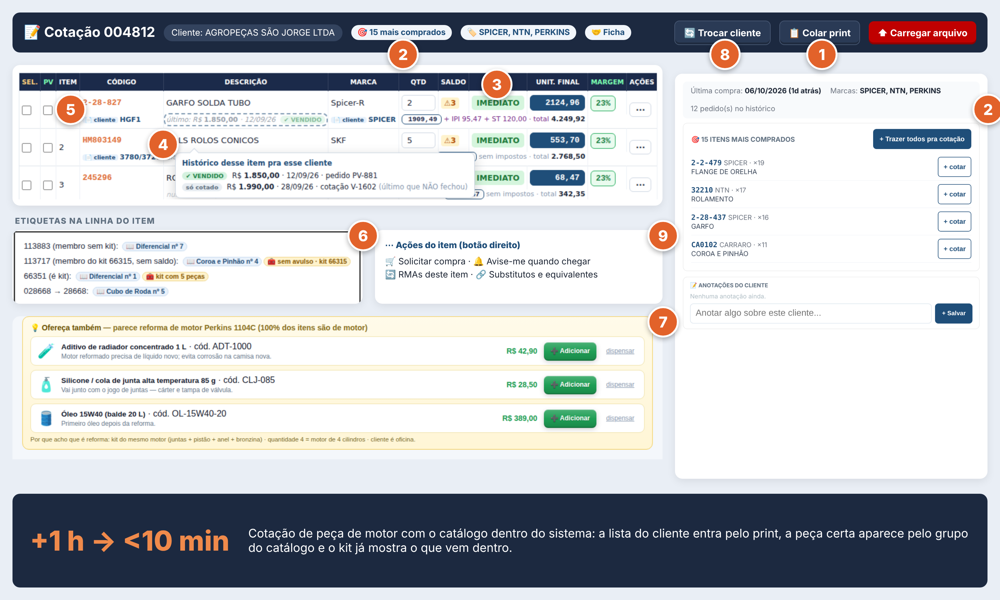 Cotação 004812 Cliente: AGROPEÇAS SÃO JORGE LTDA 15 mais comprados SPICER, NTN, PERKINS Ficha Trocar cliente Colar print Carregar arquivo
2 8 1
SEL. PV ITEM CÓDIGO DESCRIÇÃO MARCA QTD SALDO 3 UNIT. FINAL MARGEM AÇÕES
5 2-28-827 GARFO SOLDA TUBO Spicer-R 2 ⚠3 IMEDIATO 2124,96 23% ...
cliente HGF1 último: R$ 1.850,00 · 12/09/26 ✔ VENDIDO cliente SPICER 1909,49 + IPI 95,47 + ST 120,00 · total 4.249,92
2 HM803149 4 LS ROLOS CONICOS SKF 5 ⚠3 IMEDIATO 553,70 23% ...
cliente 3780/372 sem impostos · total 2.768,50
Histórico desse item pra esse cliente
✔ VENDIDO R$ 1.850,00 · 12/09/26 · pedido PV-881
só cotado R$ 1.990,00 · 28/09/26 · cotação V-1602 (último que NÃO fechou)
3 245296 IMEDIATO 68,47 23% ...
sem impostos · total 342,35
ETIQUETAS NA LINHA DO ITEM
6
113883 (membro sem kit): Diferencial nº 7
113717 (membro do kit 66315, sem saldo): Coroa e Pinhão nº 4 sem avulso · kit 66315
66351 (é kit): Diferencial nº 1 kit com 5 peças
028668 → 28668: Cubo de Roda nº 5
9
··· Ações do item (botão direito)
Solicitar compra · Avise-me quando chegar
RMAs deste item · Substitutos e equivalentes
7
Ofereça também — parece reforma de motor Perkins 1104C (100% dos itens são de motor)
Aditivo de radiador concentrado 1 L · cód. ADT-1000
Motor reformado precisa de líquido novo; evita corrosão na camisa nova.
R$ 42,90 Adicionar dispensar
Silicone / cola de junta alta temperatura 85 g · cód. CLJ-085
Vai junto com o jogo de juntas — cárter e tampa de válvula.
R$ 28,50 Adicionar dispensar
Óleo 15W40 (balde 20 L) · cód. OL-15W40-20
Primeiro óleo depois da reforma.
R$ 389,00 Adicionar dispensar
Por que acho que é reforma: kit do mesmo motor (juntas + pistão + anel + bronzina) · quantidade 4 = motor de 4 cilindros · cliente é oficina.
Última compra: 06/10/2026 (1d atrás) Marcas: SPICER, NTN, PERKINS
12 pedido(s) no histórico
2
15 ITENS MAIS COMPRADOS + Trazer todos pra cotação
2-2-479 SPICER · ×19
FLANGE DE ORELHA
+ cotar
32210 NTN · ×17
ROLAMENTO
+ cotar
2-28-437 SPICER · ×16
GARFO
+ cotar
CA0102 CARRARO · ×11
COROA E PINHÃO
+ cotar
ANOTAÇÕES DO CLIENTE
Nenhuma anotação ainda.
Anotar algo sobre este cliente... + Salvar
+1 h → <10 min
Cotação de peça de motor com o catálogo dentro do sistema: a lista do cliente entra pelo print, a peça certa aparece pelo grupo
do catálogo e o kit já mostra o que vem dentro.